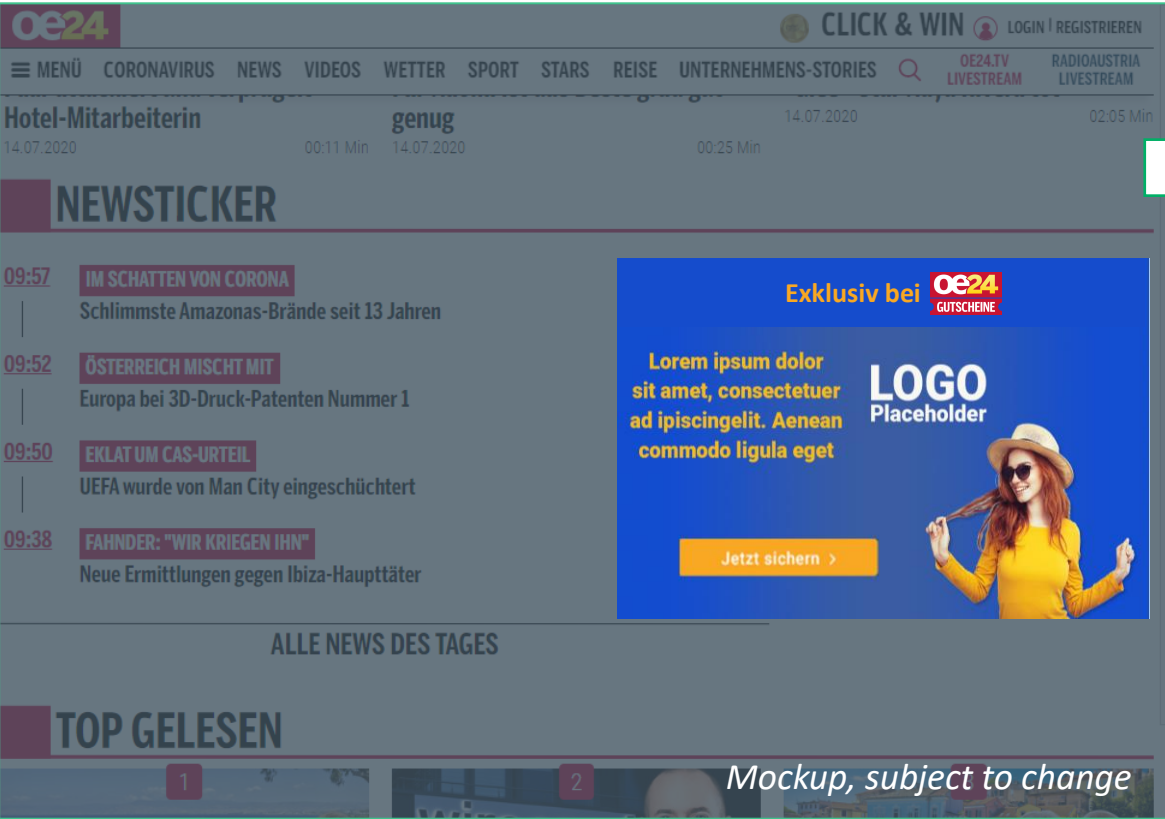 oe24
CLICK & WIN LOGIN | REGISTRIEREN
MENÜ CORONAVIRUS NEWS VIDEOS WETTER SPORT STARS REISE UNTERNEHMENS-STORIES OE24.TV LIVESTREAM RADIOAUSTRIA LIVESTREAM
Hotel-Mitarbeiterin
genug
14.07.2020 00:11 Min
14.07.2020 00:25 Min
14.07.2020 02:05 Min
NEWSTICKER
09:57 IM SCHATTEN VON CORONA
Schlimmste Amazonas-Brände seit 13 Jahren
09:52 ÖSTERREICH MISCHT MIT
Europa bei 3D-Druck-Patenten Nummer 1
09:50 EKLAT UM CAS-URTEIL
UEFA wurde von Man City eingeschüchtert
09:38 FAHNDER: "WIR KRIEGEN IHN"
Neue Ermittlungen gegen Ibiza-Haupttäter
ALLE NEWS DES TAGES
Exklusiv bei oe24 GUTSCHEINE
Lorem ipsum dolor
sit amet, consectetuer
ad ipiscingelit. Aenean
commodo ligula eget
LOGO
Placeholder
Jetzt sichern >
TOP GELESEN
1
2
3
Mockup, subject to change